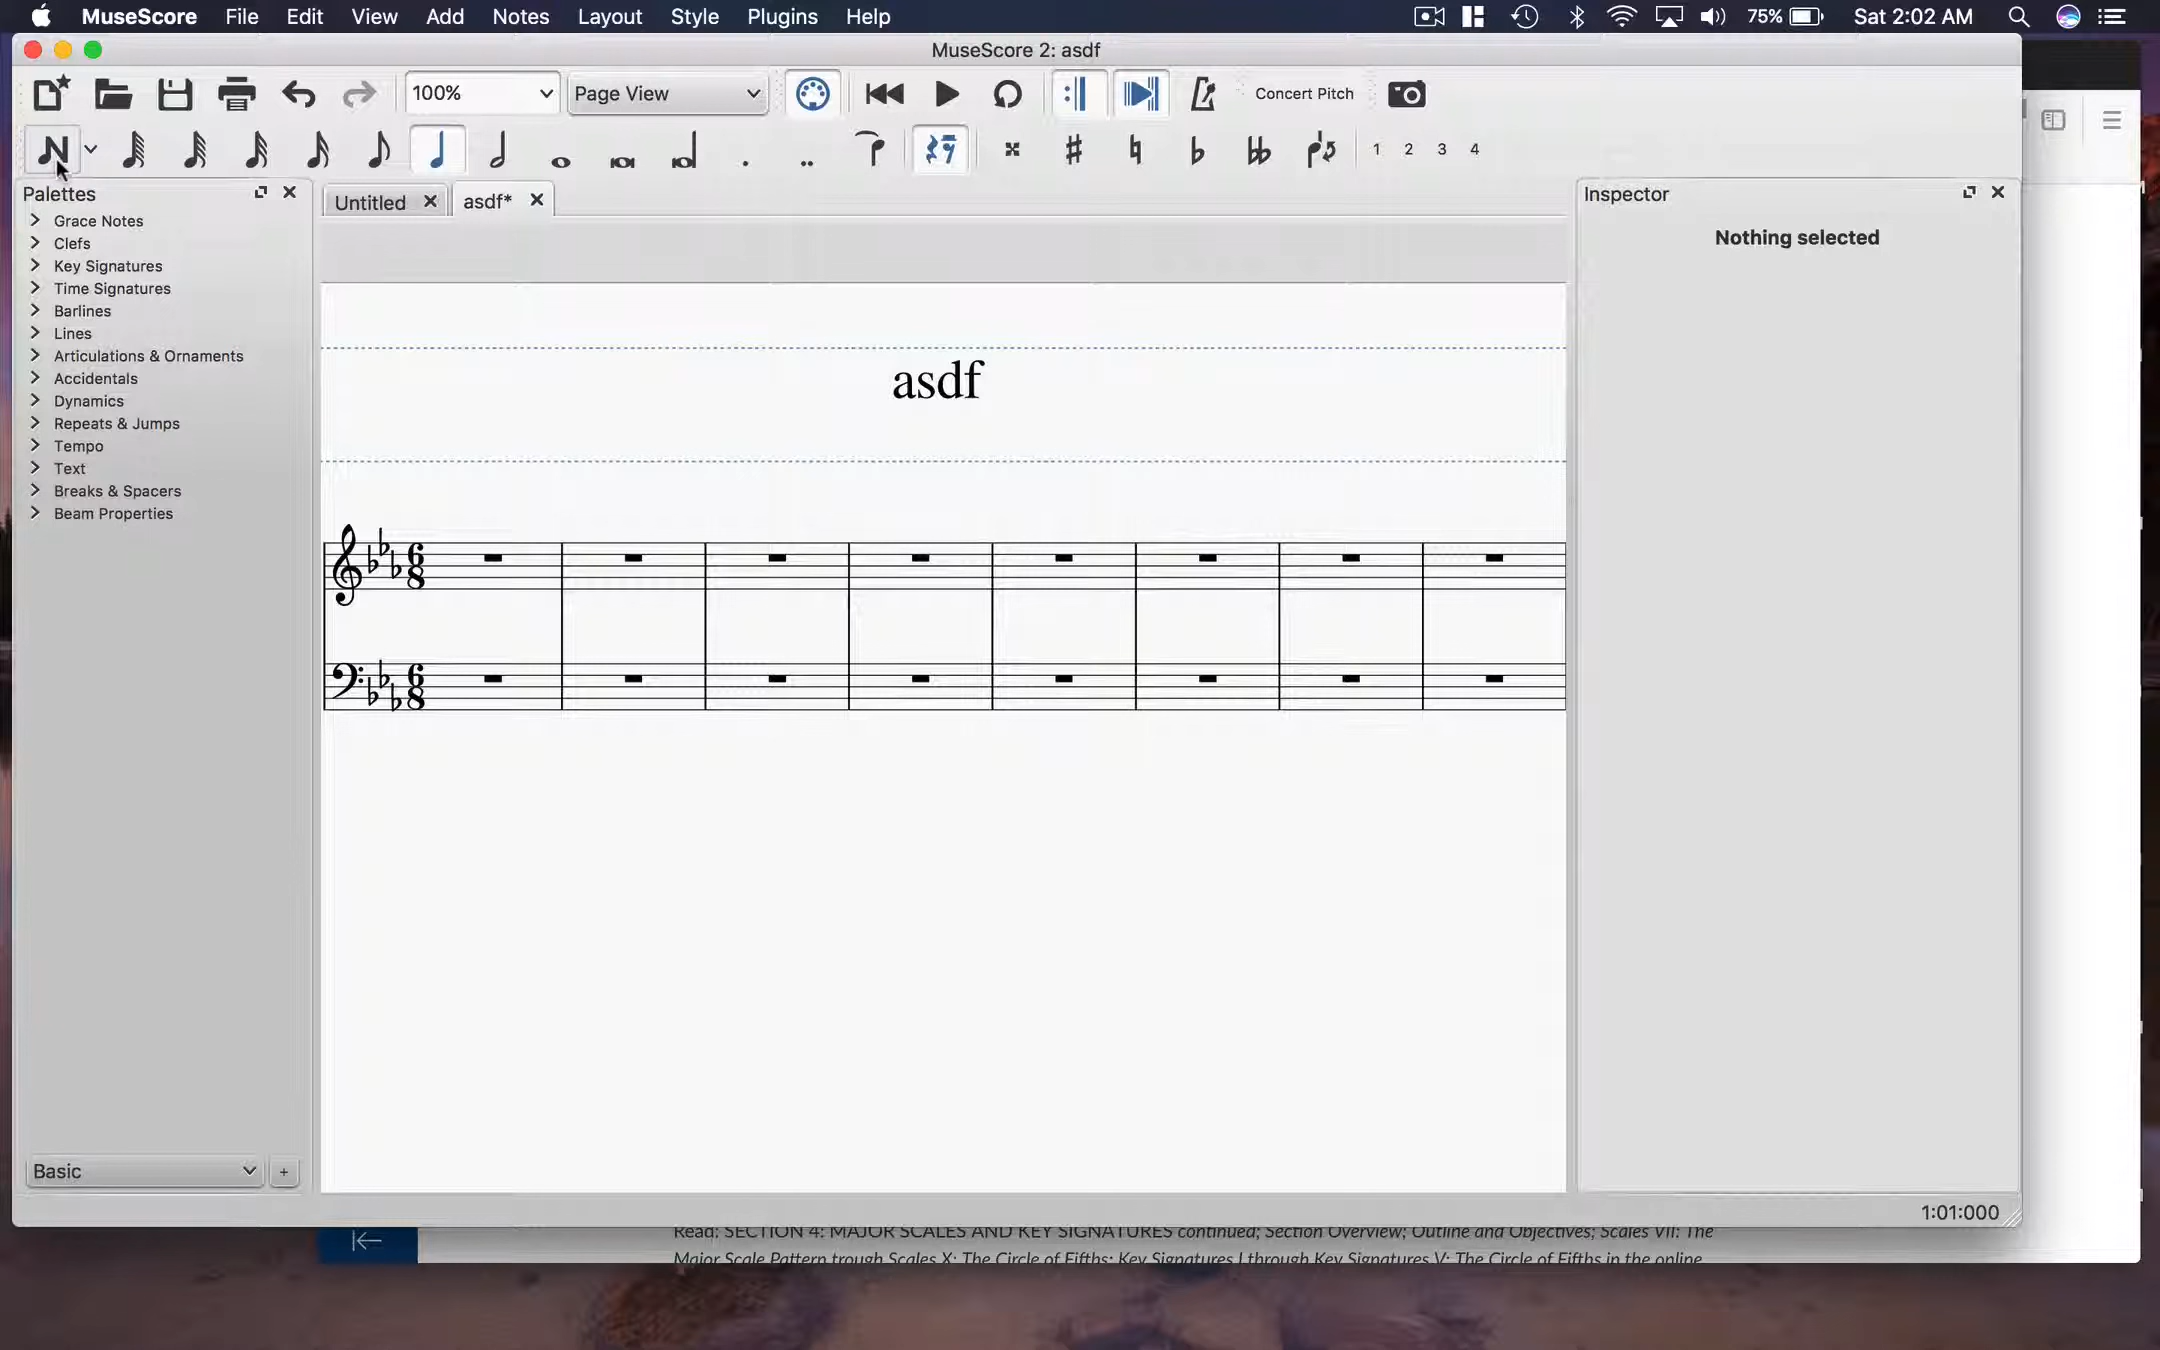 MuseScore File Edit View Add Notes Layout Style Plugins Help 75% Sat 2:02 AM
MuseScore 2: asdf
100% Page View Concert Pitch
1 2 3 4
Palettes
Grace Notes
Clefs
Key Signatures
Time Signatures
Barlines
Lines
Articulations & Ornaments
Accidentals
Dynamics
Repeats & Jumps
Tempo
Text
Breaks & Spacers
Beam Properties
Basic +
Untitled asdf*
asdf
6
8
6
8
Inspector
Nothing selected
1:01:000
Read: SECTION 4: MAJOR SCALES AND KEY SIGNATURES continued; Section Overview; Outline and Objectives; Scales VII: The
Major Scale Pattern trough Scales X: The Circle of Fifths; Key Signatures I through Key Signatures V: The Circle of Fifths in the online